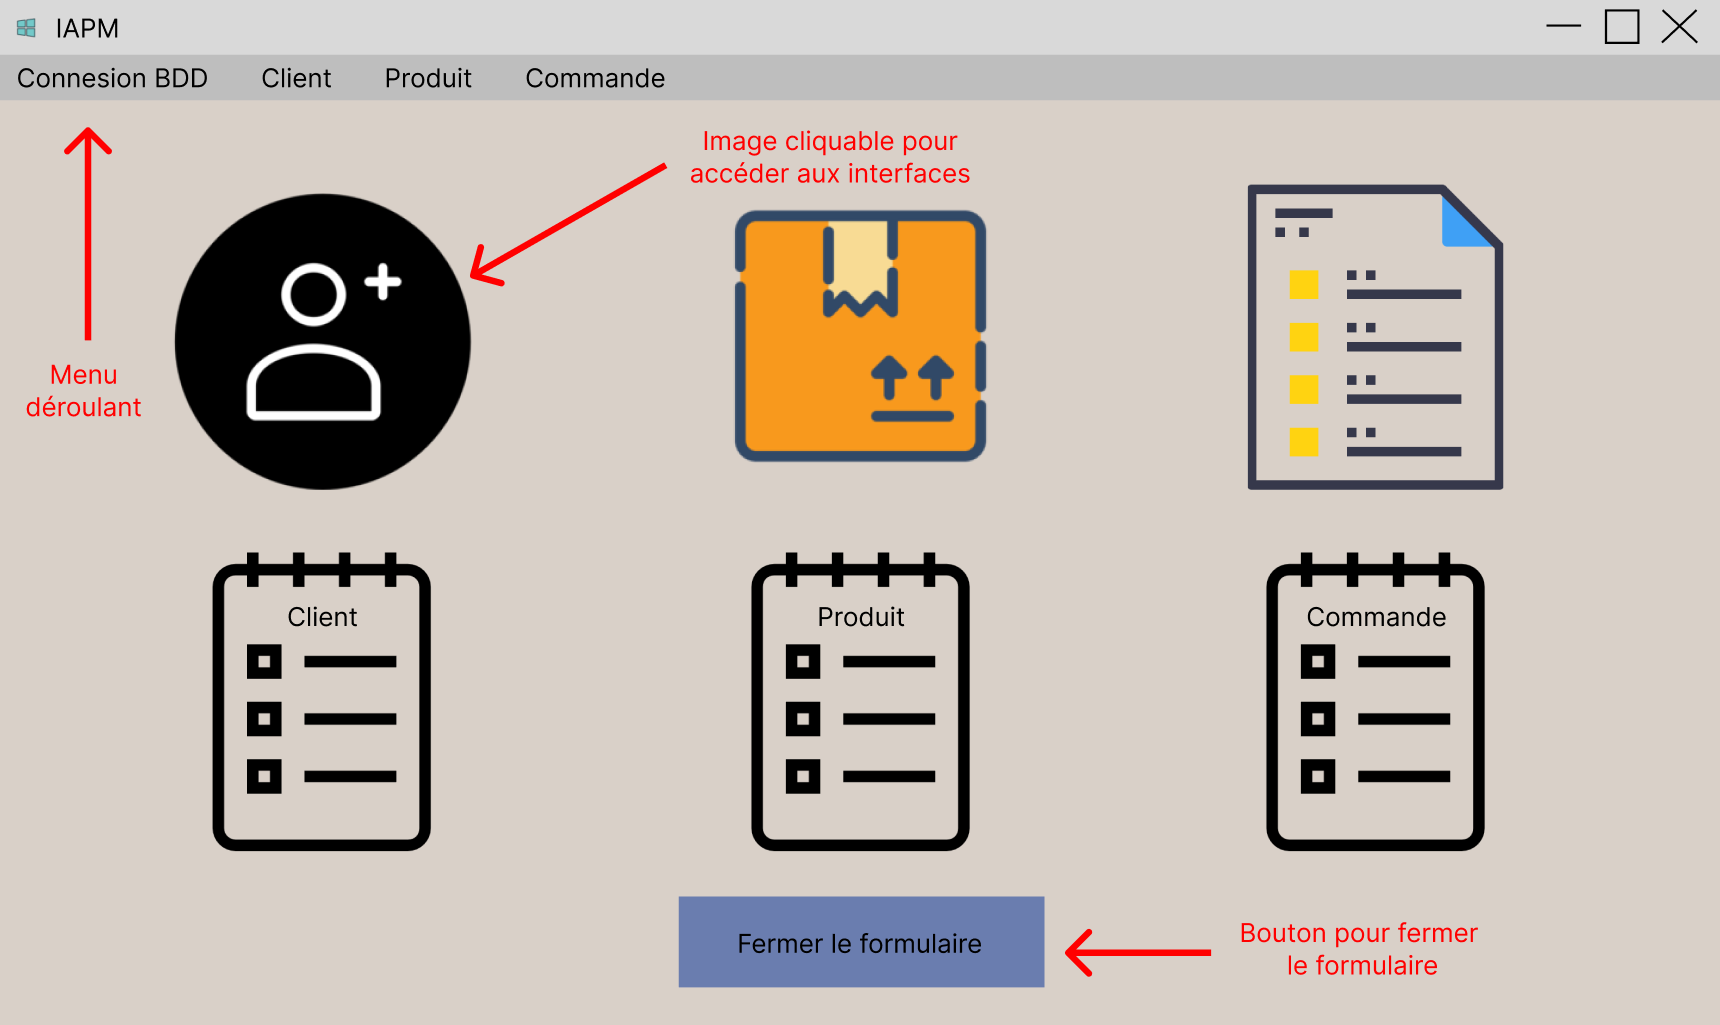 IAPM
Connesion BDD Client Produit Commande
Image cliquable pour
accéder aux interfaces
Menu
déroulant
Client
Produit
Commande
Fermer le formulaire
Bouton pour fermer
le formulaire